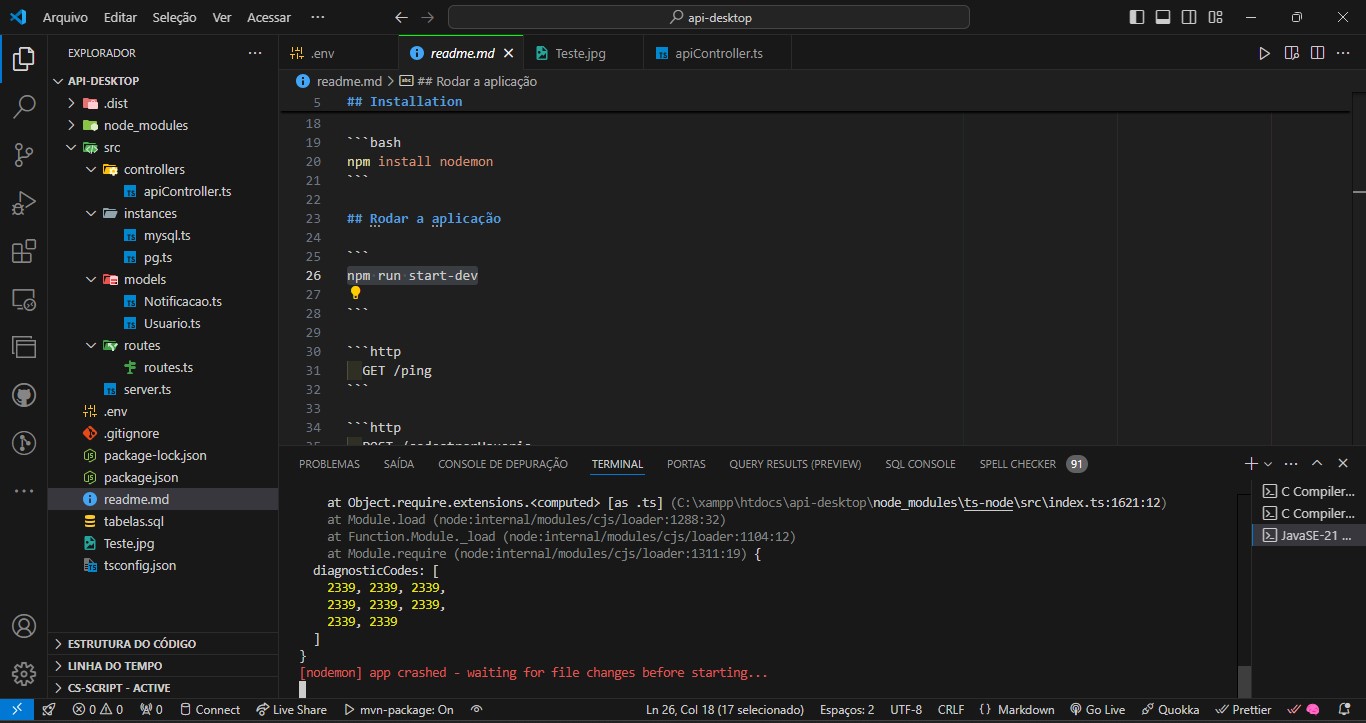 Arquivo Editar Seleção Ver Acessar ···
api-desktop
EXPLORADOR ···
API-DESKTOP
.dist
node_modules
src
controllers
apiController.ts
instances
mysql.ts
pg.ts
models
Notificacao.ts
Usuario.ts
routes
routes.ts
server.ts
.env
.gitignore
package-lock.json
package.json
readme.md
tabelas.sql
Teste.jpg
tsconfig.json
ESTRUTURA DO CÓDIGO
LINHA DO TEMPO
CS-SCRIPT - ACTIVE
.env readme.md Teste.jpg apiController.ts
readme.md > ## Rodar a aplicação
5 ## Installation
18
19 ```bash
20 npm install nodemon
21 ```
22
23 ## Rodar a aplicação
24
25 ```
26 npm run start-dev
27
28 ```
29
30 ```http
31 GET /ping
32 ```
33
34 ```http
35 POST /cadastrarUsuario
PROBLEMAS SAÍDA CONSOLE DE DEPURAÇÃO TERMINAL PORTAS QUERY RESULTS (PREVIEW) SQL CONSOLE SPELL CHECKER 91
at Object.require.extensions.<computed> [as .ts] (C:\xampp\htdocs\api-desktop\node_modules\ts-node\src\index.ts:1621:12)
at Module.load (node:internal/modules/cjs/loader:1288:32)
at Function.Module._load (node:internal/modules/cjs/loader:1104:12)
at Module.require (node:internal/modules/cjs/loader:1311:19) {
diagnosticCodes: [
2339, 2339, 2339,
2339, 2339, 2339,
2339, 2339
]
}
[nodemon] app crashed - waiting for file changes before starting...
C Compiler...
C Compiler...
JavaSE-21 ...
0 0 0 Connect Live Share mvn-package: On Ln 26, Col 18 (17 selecionado) Espaços: 2 UTF-8 CRLF {} Markdown Go Live Quokka Prettier